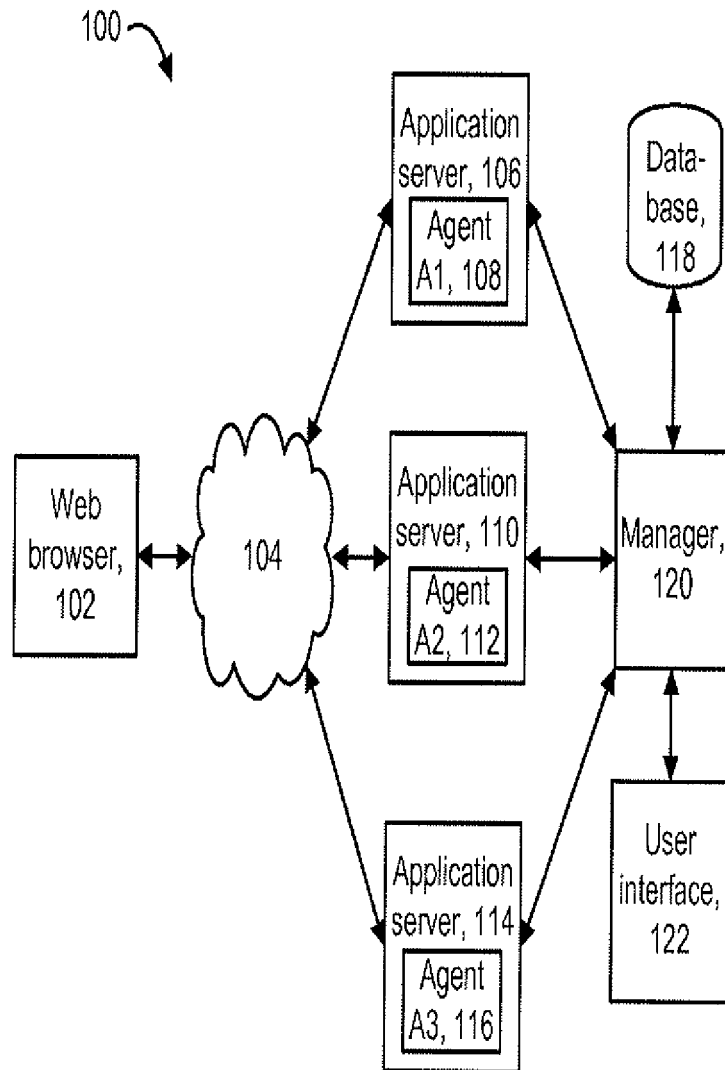 100
Application
server, 106
Agent
A1, 108
Data-
base,
118
Web
browser,
102
104
Application
server, 110
Agent
A2, 112
Manager,
120
Application
server, 114
Agent
A3, 116
User
interface,
122